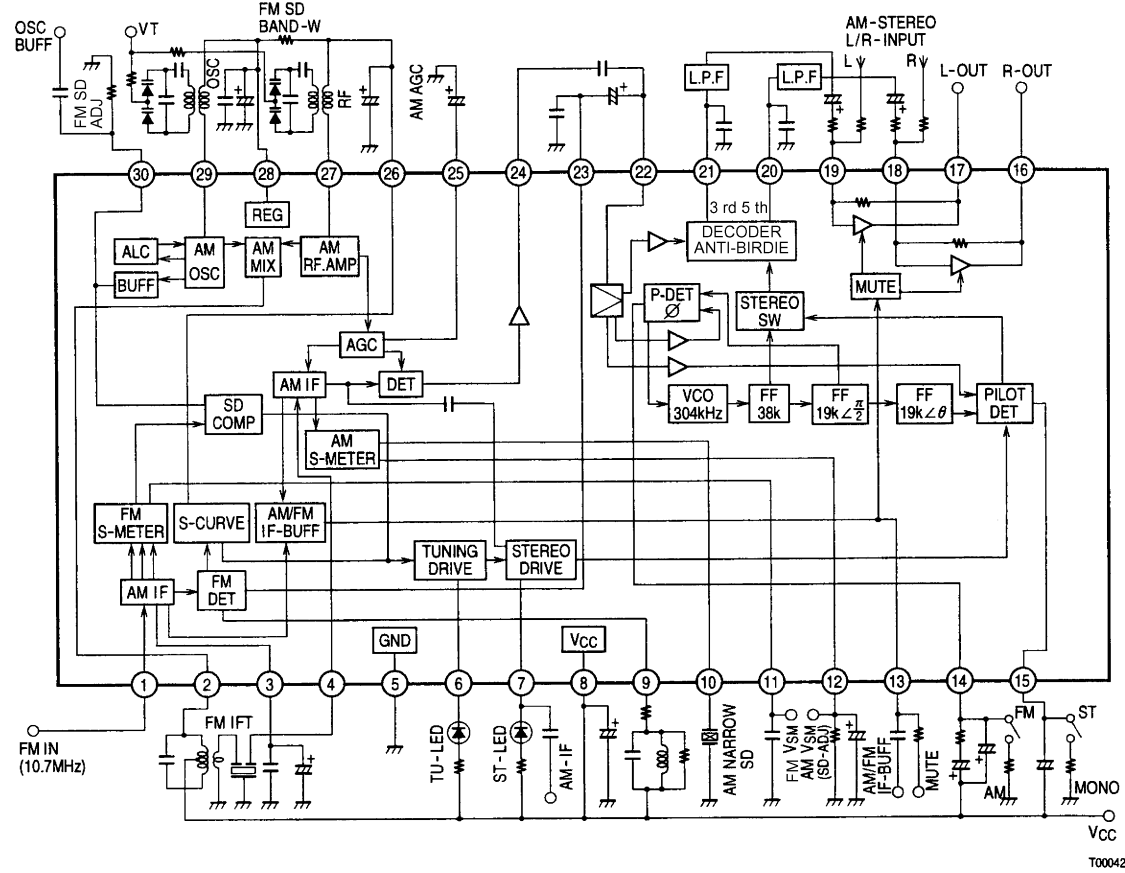 OSC
BUFF
VT
FM SD
BAND-W
AM-STEREO
L/R-INPUT
L
R
L-OUT
R-OUT
FM SD
ADJ
OSC
RF
AM AGC
L.P.F
L.P.F
+
+
+
+
+
+
+
30
29
28
27
26
25
24
23
22
21
20
19
18
17
16
REG
3 rd 5 th
DECODER
ANTI-BIRDIE
ALC
AM
OSC
AM
MIX
AM
RF.AMP
BUFF
MUTE
P-DET
Ø
STEREO
SW
AGC
AM IF
DET
VCO
304kHz
FF
38k
FF
19k∠π/2
FF
19k∠θ
PILOT
DET
SD
COMP
AM
S-METER
FM
S-METER
S-CURVE
AM/FM
IF-BUFF
TUNING
DRIVE
STEREO
DRIVE
AM IF
FM
DET
GND
VCC
1
2
3
4
5
6
7
8
9
10
11
12
13
14
15
FM IN
(10.7MHz)
FM IFT
+
TU-LED
ST-LED
AM-IF
+
AM NARROW
SD
FM VSM
AM VSM
(SD-ADJ)
+
AM/FM
IF-BUFF
MUTE
+
+
FM
AM
ST
MONO
VCC
T00042